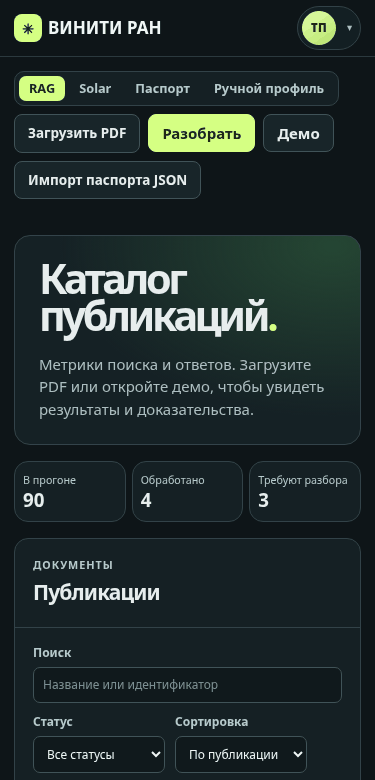 ВИНИТИ РАН
ТП
RAG Solar Паспорт Ручной профиль
Загрузить PDF Разобрать Демо
Импорт паспорта JSON
Каталог
публикаций.
Метрики поиска и ответов. Загрузите
PDF или откройте демо, чтобы увидеть
результаты и доказательства.
В прогоне Обработано Требуют разбора
90 4 3
ДОКУМЕНТЫ
Публикации
Поиск
Название или идентификатор
Статус Сортировка
Все статусы По публикации